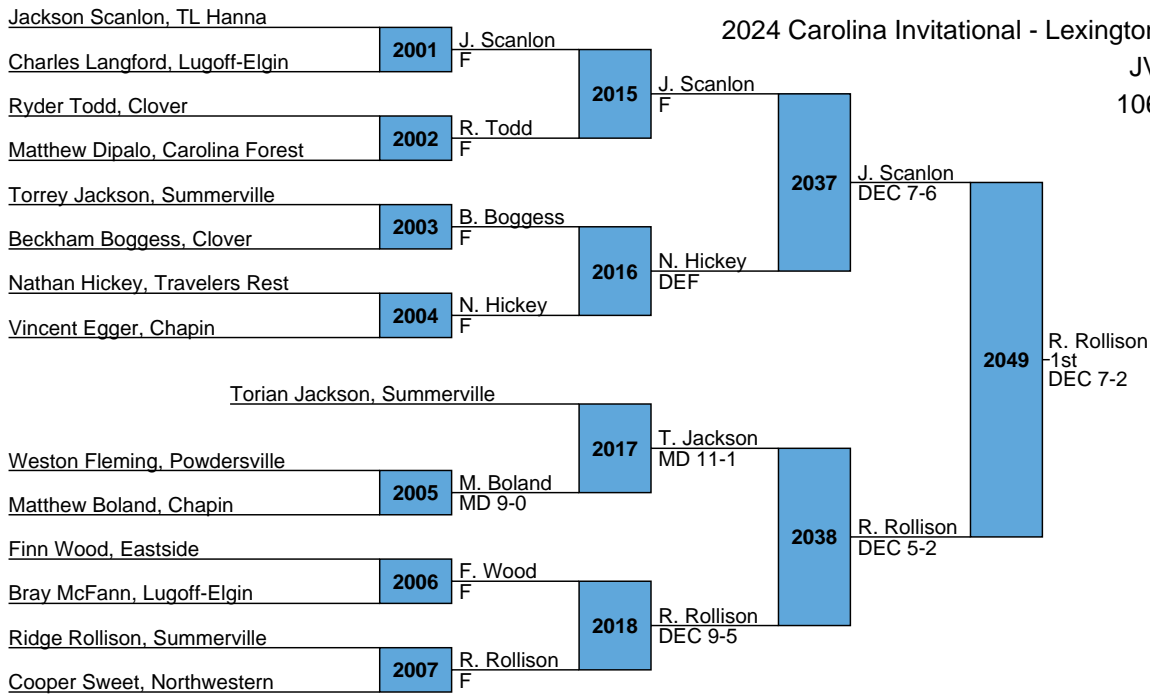 2024 Carolina Invitational - Lexington
JV
106
Jackson Scanlon, TL Hanna
2001
J. Scanlon
F
Charles Langford, Lugoff-Elgin
2015
J. Scanlon
F
Ryder Todd, Clover
2002
R. Todd
F
Matthew Dipalo, Carolina Forest
2037
J. Scanlon
DEC 7-6
Torrey Jackson, Summerville
2003
B. Boggess
F
Beckham Boggess, Clover
2016
N. Hickey
DEF
Nathan Hickey, Travelers Rest
2004
N. Hickey
F
Vincent Egger, Chapin
2049
R. Rollison
1st
DEC 7-2
Torian Jackson, Summerville
2017
T. Jackson
MD 11-1
Weston Fleming, Powdersville
2005
M. Boland
MD 9-0
Matthew Boland, Chapin
2038
R. Rollison
DEC 5-2
Finn Wood, Eastside
2006
F. Wood
F
Bray McFann, Lugoff-Elgin
2018
R. Rollison
DEC 9-5
Ridge Rollison, Summerville
2007
R. Rollison
F
Cooper Sweet, Northwestern